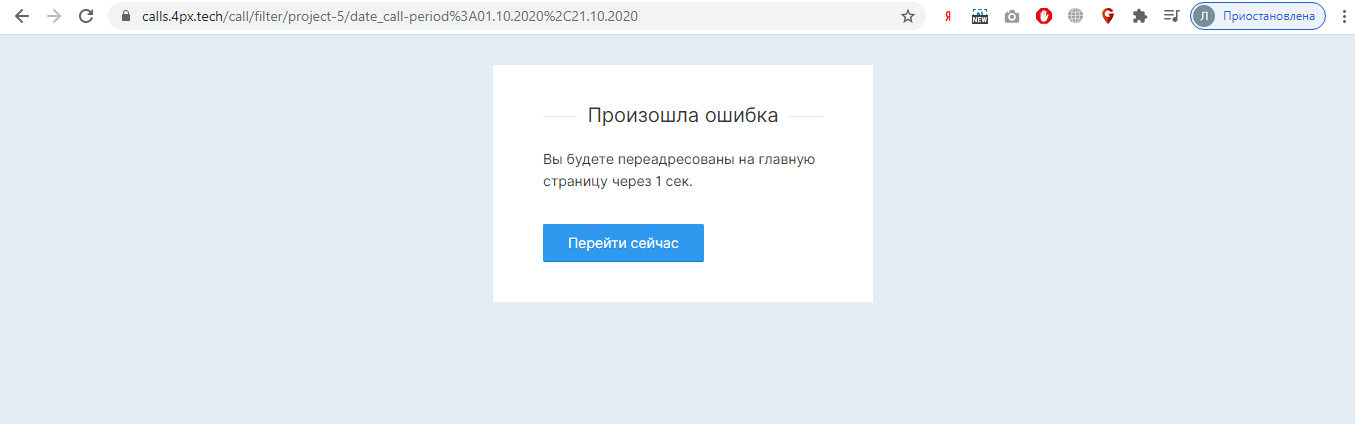 calls.4px.tech/call/filter/project-5/date_call-period%3A01.10.2020%2C21.10.2020
Я
NEW
Л
Приостановлена
Произошла ошибка
Вы будете переадресованы на главную
страницу через 1 сек.
Перейти сейчас